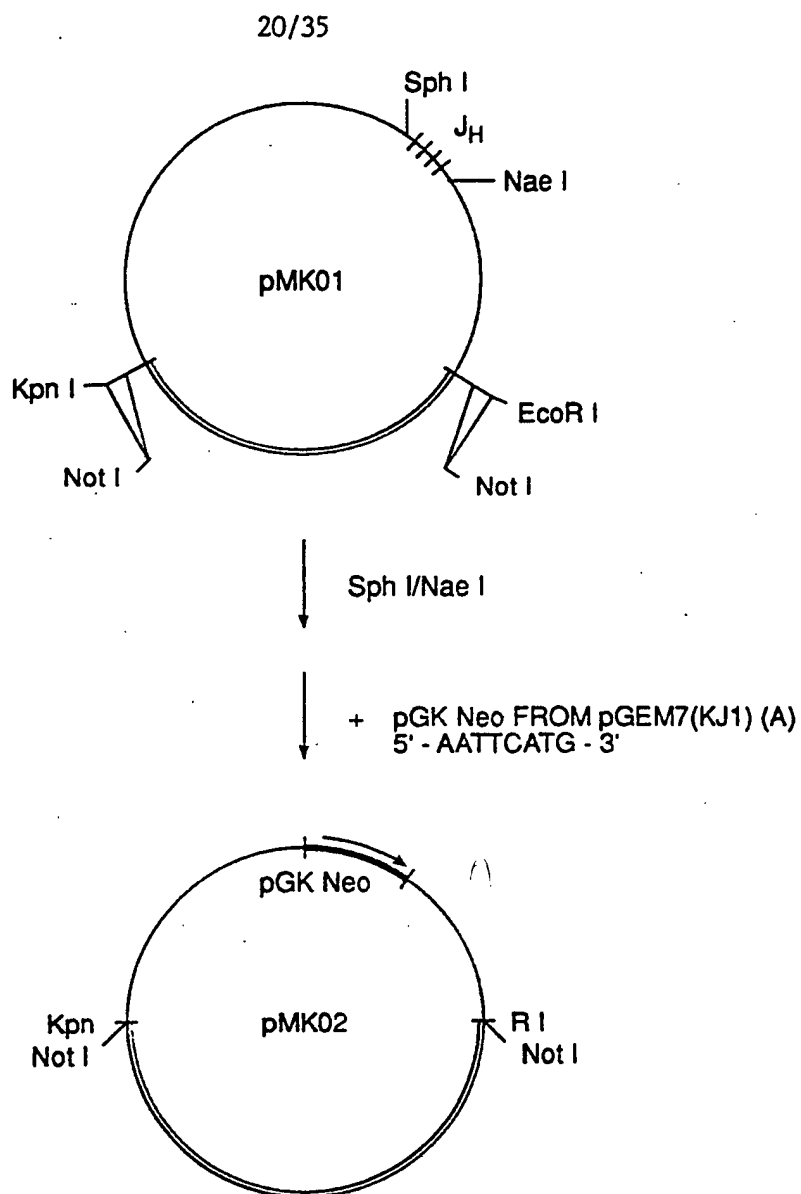 20/35
Sph I
J_H
Nae I
pMK01
Kpn I
EcoR I
Not I
Not I
Sph I/Nae I
+ pGK Neo FROM pGEM7(KJ1) (A)
5' - AATTCATG - 3'
pGK Neo
Kpn
pMK02
R I
Not I
Not I